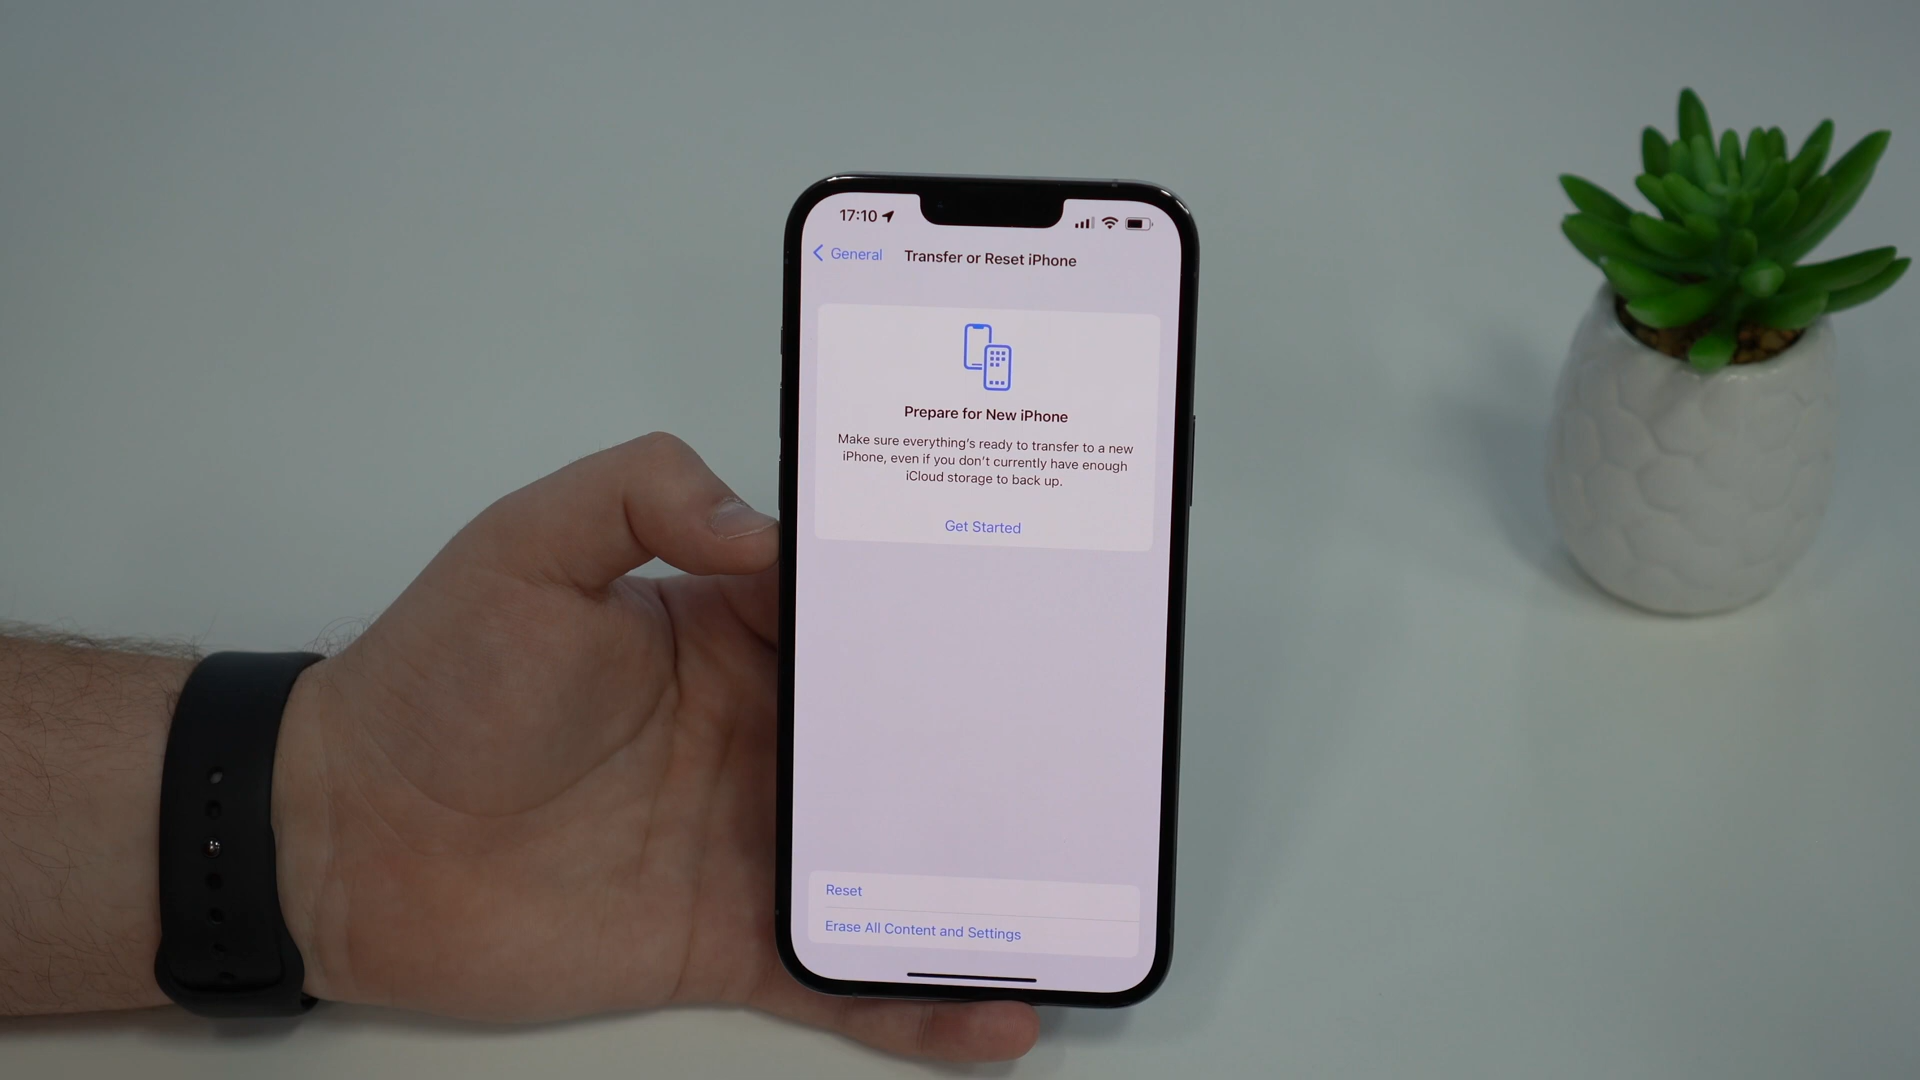 17:10
General
Transfer or Reset iPhone
Prepare for New iPhone
Make sure everything's ready to transfer to a new
iPhone, even if you don't currently have enough
iCloud storage to back up.
Get Started
Reset
Erase All Content and Settings